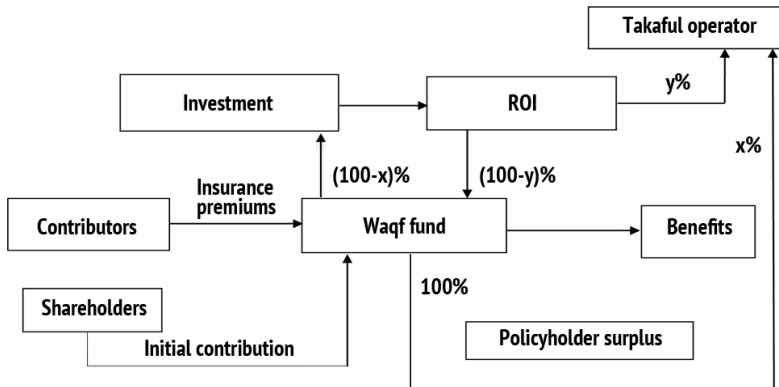 Takaful operator
Investment
ROI
y%
x%
(100-x)%
(100-y)%
Insurance
premiums
Contributors
Waqf fund
Benefits
100%
Shareholders
Policyholder surplus
Initial contribution